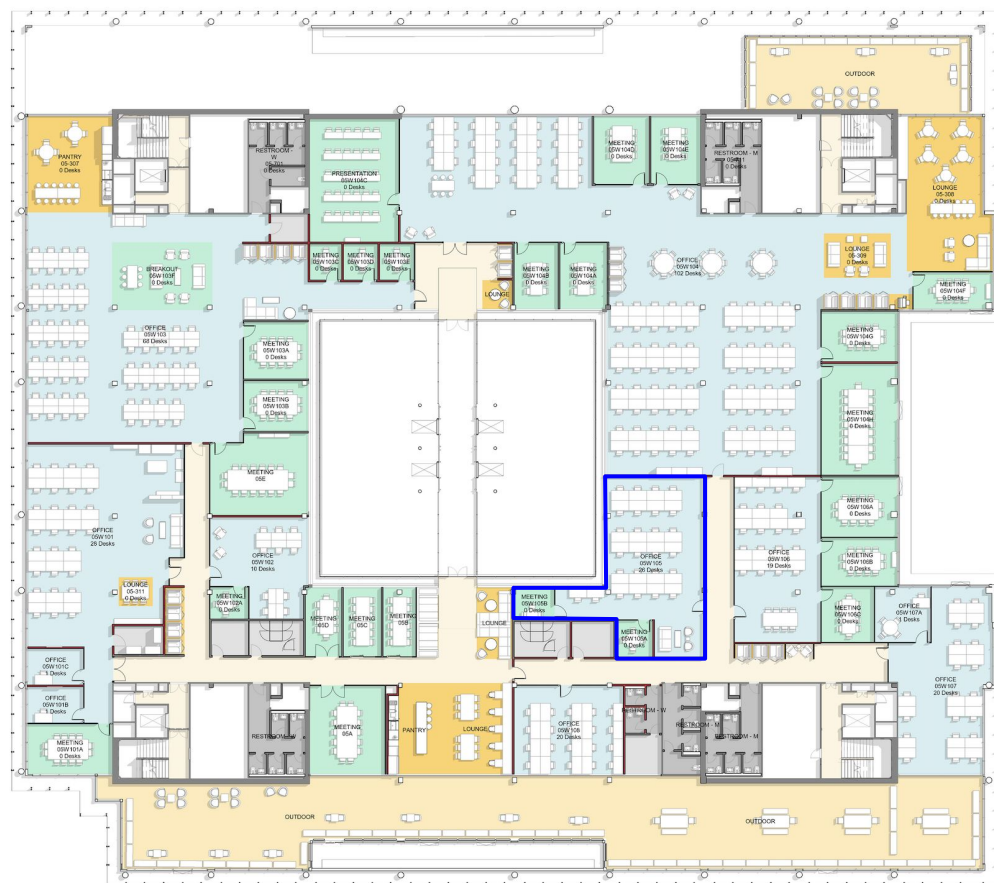 OUTDOOR
PANTRY
05-307
0 Desks
RESTROOM -
W
05-701
0 Desks
PRESENTATION
05W104C
0 Desks
MEETING
05W104D
0 Desks
MEETING
05W104E
0 Desks
RESTROOM - M
0 Desks
LOUNGE
05-308
0 Desks
BREAKOUT
05W103F
0 Desks
MEETING
05W103C
0 Desks
MEETING
05W103D
0 Desks
MEETING
05W103E
0 Desks
LOUNGE
MEETING
05W104B
0 Desks
MEETING
05W104A
0 Desks
OFFICE
05W104
102 Desks
LOUNGE
05-309
0 Desks
MEETING
05W104F
0 Desks
OFFICE
05W103
68 Desks
MEETING
05W103A
0 Desks
MEETING
05W103B
0 Desks
MEETING
05W104G
0 Desks
MEETING
05W104H
0 Desks
MEETING
05E
OFFICE
05W101
26 Desks
OFFICE
05W102
10 Desks
OFFICE
05W105
26 Desks
OFFICE
05W106
19 Desks
MEETING
05W106A
0 Desks
MEETING
05W106B
0 Desks
LOUNGE
05-311
0 Desks
MEETING
05W102A
0 Desks
MEETING
05D
MEETING
05C
MEETING
05B
LOUNGE
MEETING
05W105B
0 Desks
MEETING
05W105A
0 Desks
MEETING
05W106C
0 Desks
OFFICE
05W107A
1 Desks
OFFICE
05W101C
1 Desks
OFFICE
05W101B
1 Desks
MEETING
05W101A
0 Desks
RESTROOM - W
MEETING
05A
PANTRY
LOUNGE
OFFICE
05W108
20 Desks
RESTROOM - W
RESTROOM - M
RESTROOM - M
OFFICE
05W107
20 Desks
OUTDOOR
OUTDOOR